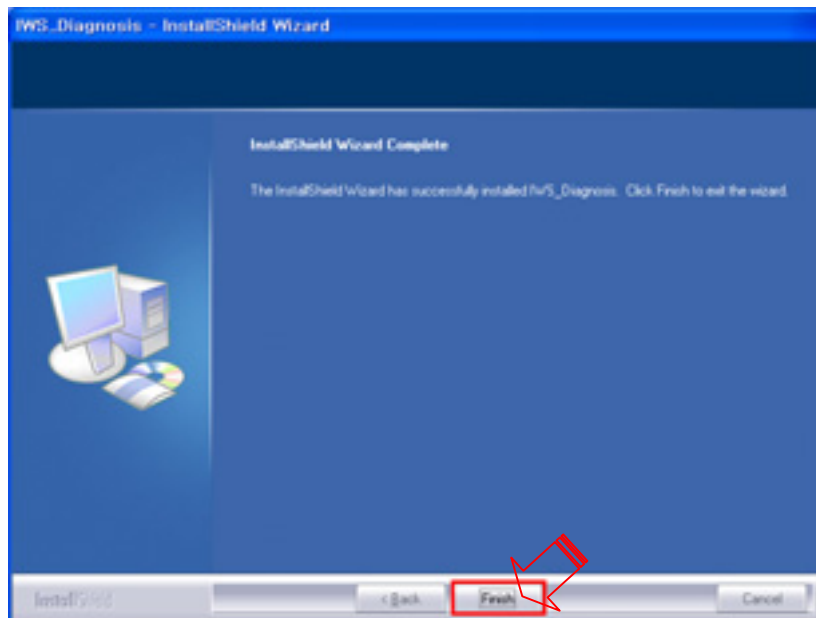 IWS_Diagnosis - InstallShield Wizard
InstallShield Wizard Complete
The InstallShield Wizard has successfully installed IWS_Diagnosis. Click Finish to exit the wizard.
InstallShield
< Back
Finish
Cancel